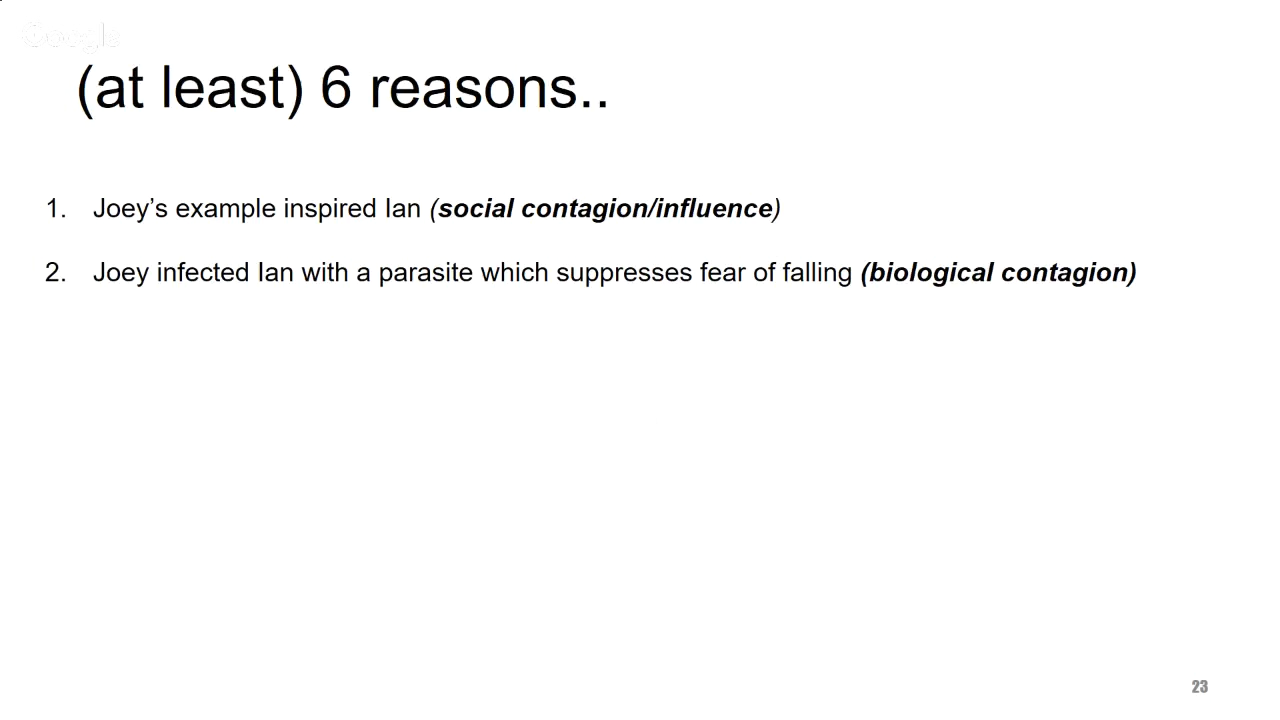 Google
(at least) 6 reasons..
1. Joey’s example inspired Ian (social contagion/influence)
2. Joey infected Ian with a parasite which suppresses fear of falling (biological contagion)
23